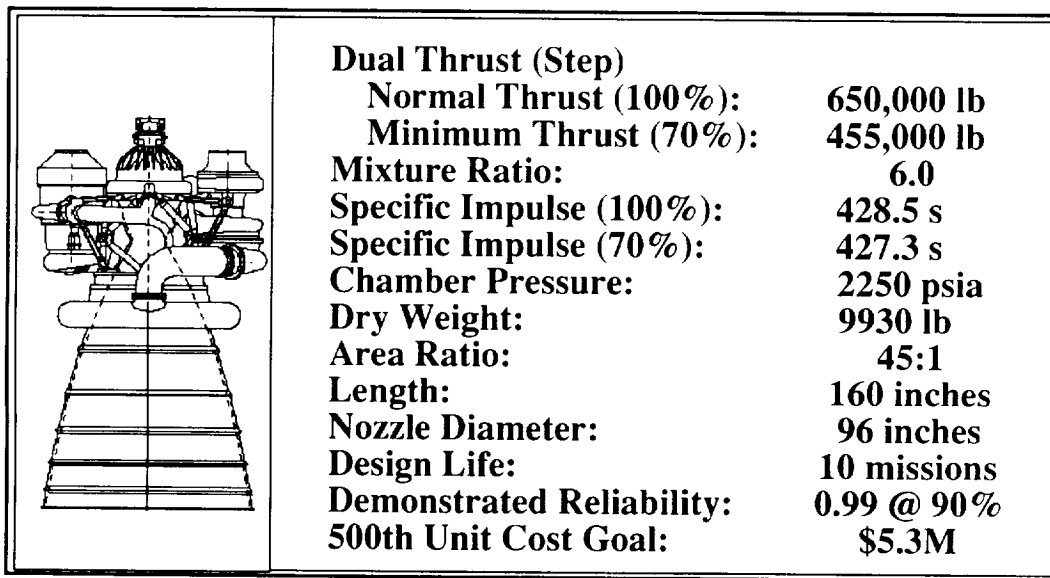 Dual Thrust (Step)
Normal Thrust (100%): 650,000 lb
Minimum Thrust (70%): 455,000 lb
Mixture Ratio: 6.0
Specific Impulse (100%): 428.5 s
Specific Impulse (70%): 427.3 s
Chamber Pressure: 2250 psia
Dry Weight: 9930 lb
Area Ratio: 45:1
Length: 160 inches
Nozzle Diameter: 96 inches
Design Life: 10 missions
Demonstrated Reliability: 0.99 @ 90%
500th Unit Cost Goal: $5.3M